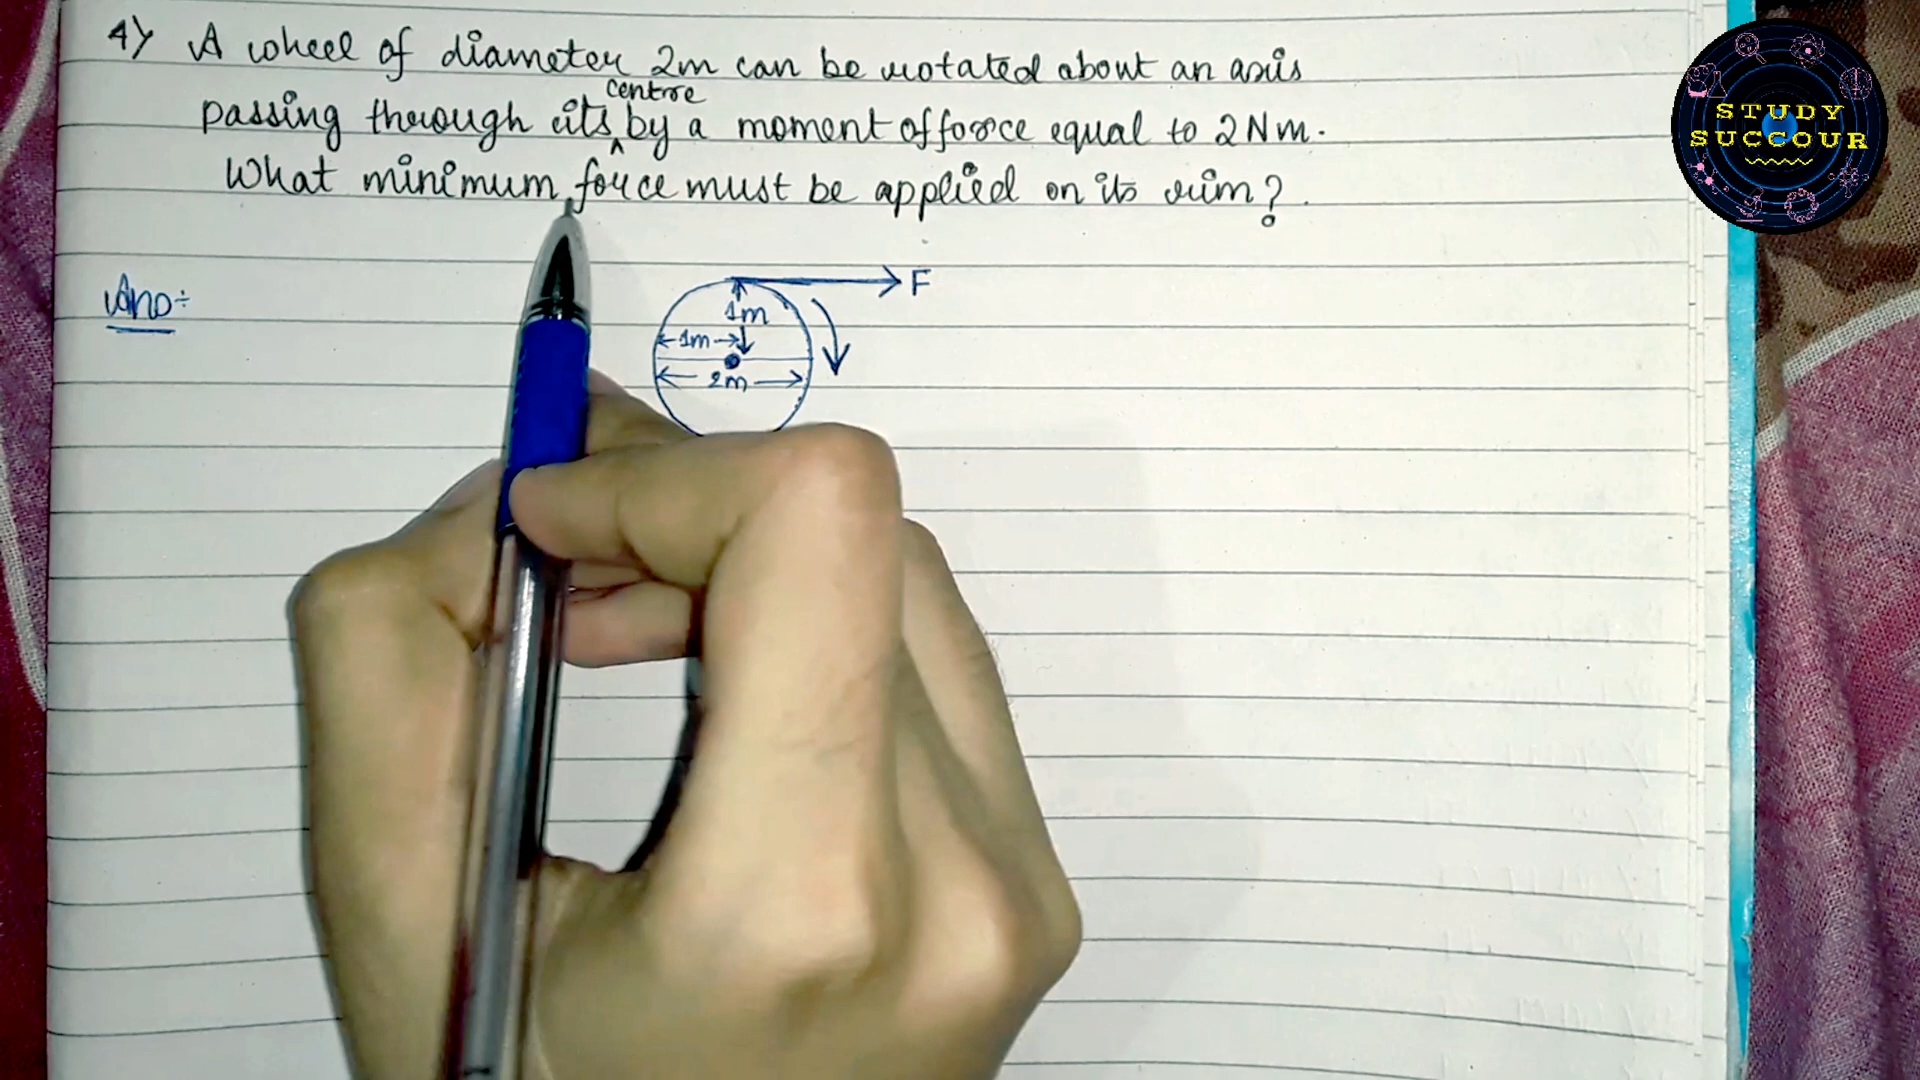 4) A wheel of diameter 2m can be rotated about an axis
centre
passing through its ^ by a moment of force equal to 2Nm.
What minimum force must be applied on its rim?
Ans÷
F
1m
1m
2m
STUDY
SUCCOUR